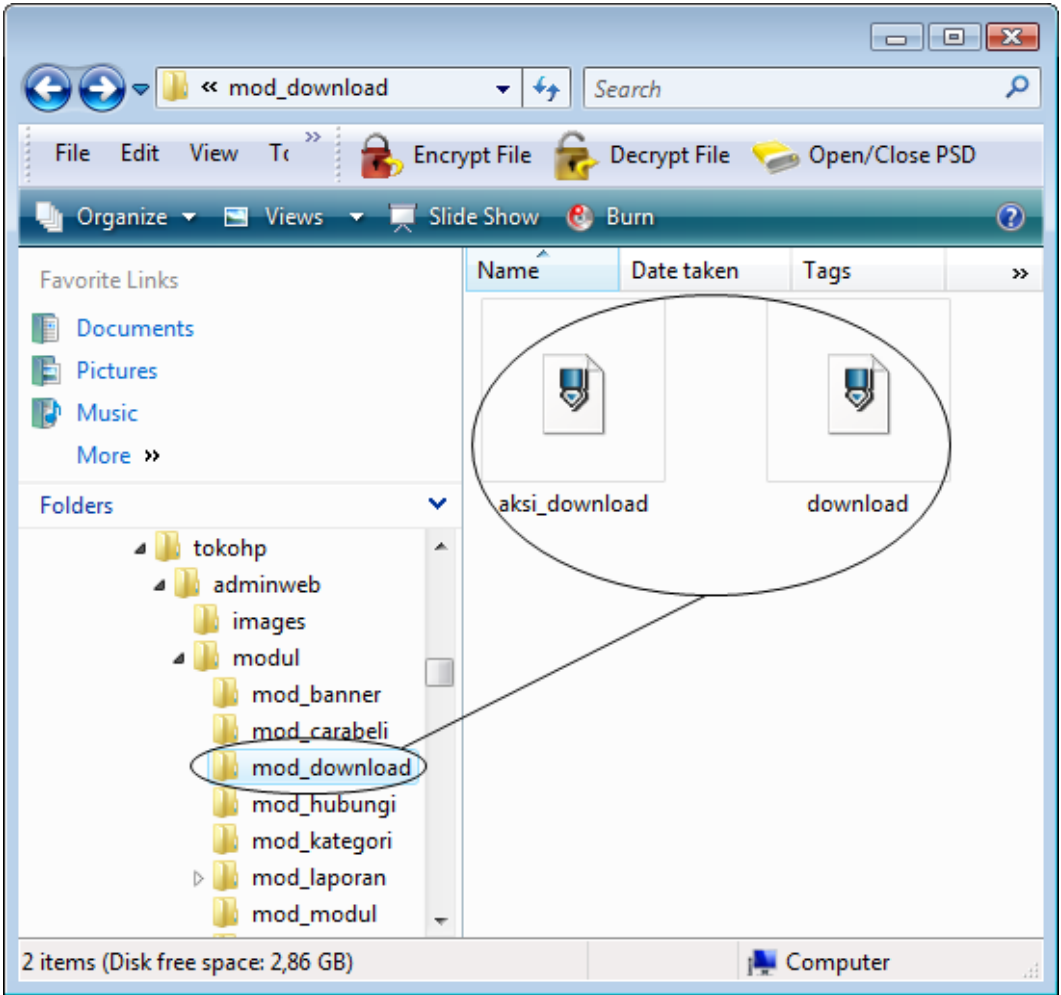 « mod_download
Search
File Edit View Tc »
Encrypt File Decrypt File Open/Close PSD
Organize Views Slide Show Burn
Favorite Links
Documents
Pictures
Music
More »
Folders
tokohp
adminweb
images
modul
mod_banner
mod_carabeli
mod_download
mod_hubungi
mod_kategori
mod_laporan
mod_modul
Name Date taken Tags »
aksi_download download
2 items (Disk free space: 2,86 GB) Computer